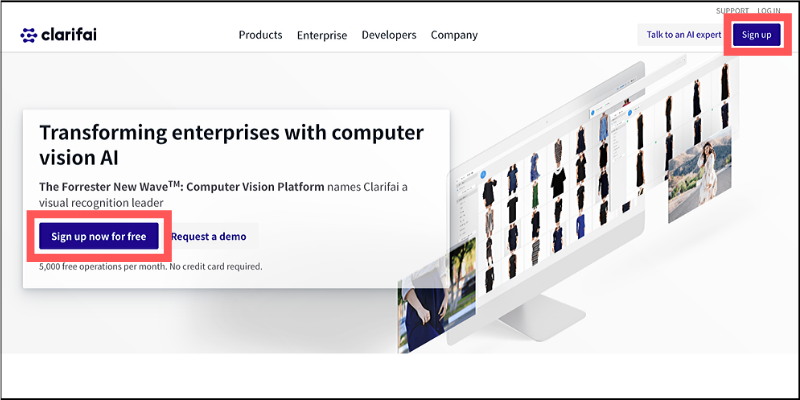 SUPPORT LOG IN
clarifai
Products Enterprise Developers Company
Talk to an AI expert
Sign up
Transforming enterprises with computer
vision AI
The Forrester New Wave™: Computer Vision Platform names Clarifai a
visual recognition leader
Sign up now for free
Request a demo
5,000 free operations per month. No credit card required.